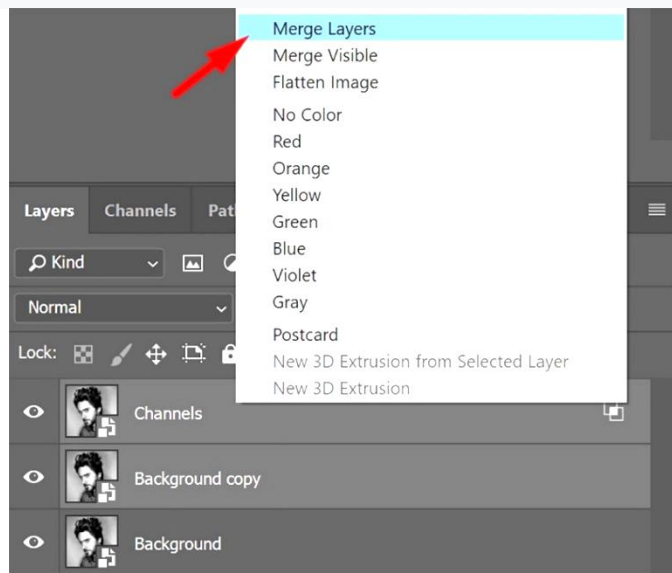 Merge Layers
Merge Visible
Flatten Image
No Color
Red
Orange
Yellow
Green
Blue
Violet
Gray
Postcard
New 3D Extrusion from Selected Layer
New 3D Extrusion
Layers Channels
Kind
Normal
Lock:
Channels
Background copy
Background